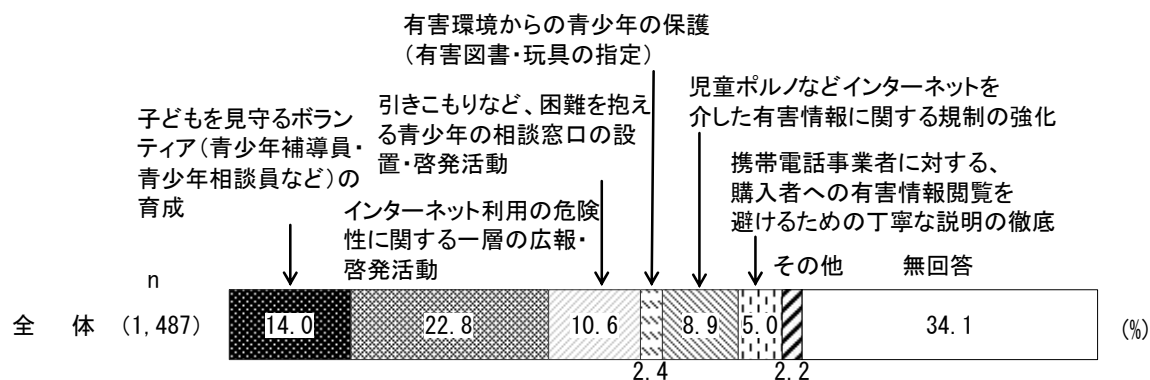 有害環境からの青少年の保護
(有害図書・玩具の指定)
児童ポルノなどインターネットを
介した有害情報に関する規制の強化
引きこもりなど、困難を抱え
る青少年の相談窓口の設
置・啓発活動
子どもを見守るボラン
ティア(青少年補導員・
青少年相談員など)の
育成
携帯電話事業者に対する、
購入者への有害情報閲覧を
避けるための丁寧な説明の徹底
インターネット利用の危険
性に関する一層の広報・
啓発活動
その他 無回答
n
全 体 (1,487) 14.0 22.8 10.6 8.9 5.0 34.1 (%)
2.4 2.2